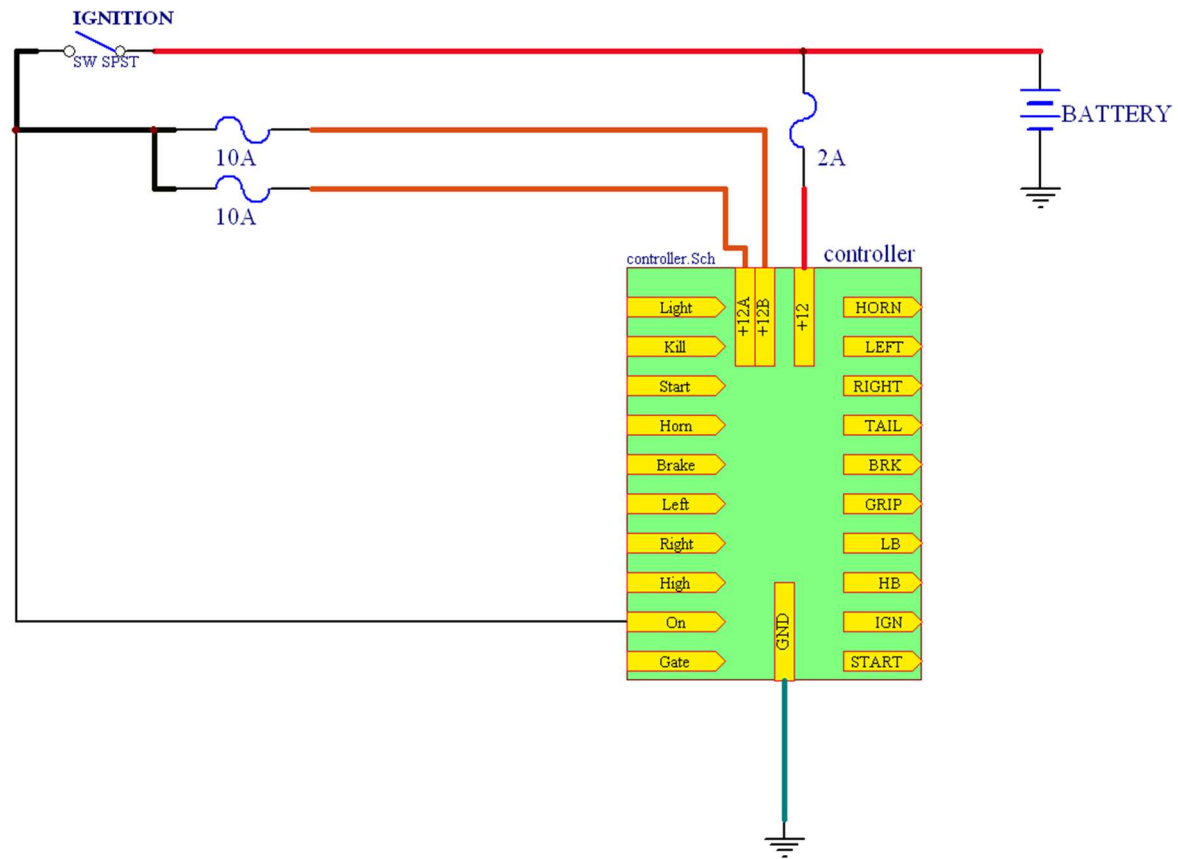 IGNITION
SW SPST
BATTERY
10A
2A
10A
controller.Sch
controller
+12A
+12B
+12
Light
HORN
Kill
LEFT
Start
RIGHT
Horn
TAIL
Brake
BRK
Left
GRIP
Right
LB
High
HB
On
GND
IGN
Gate
START